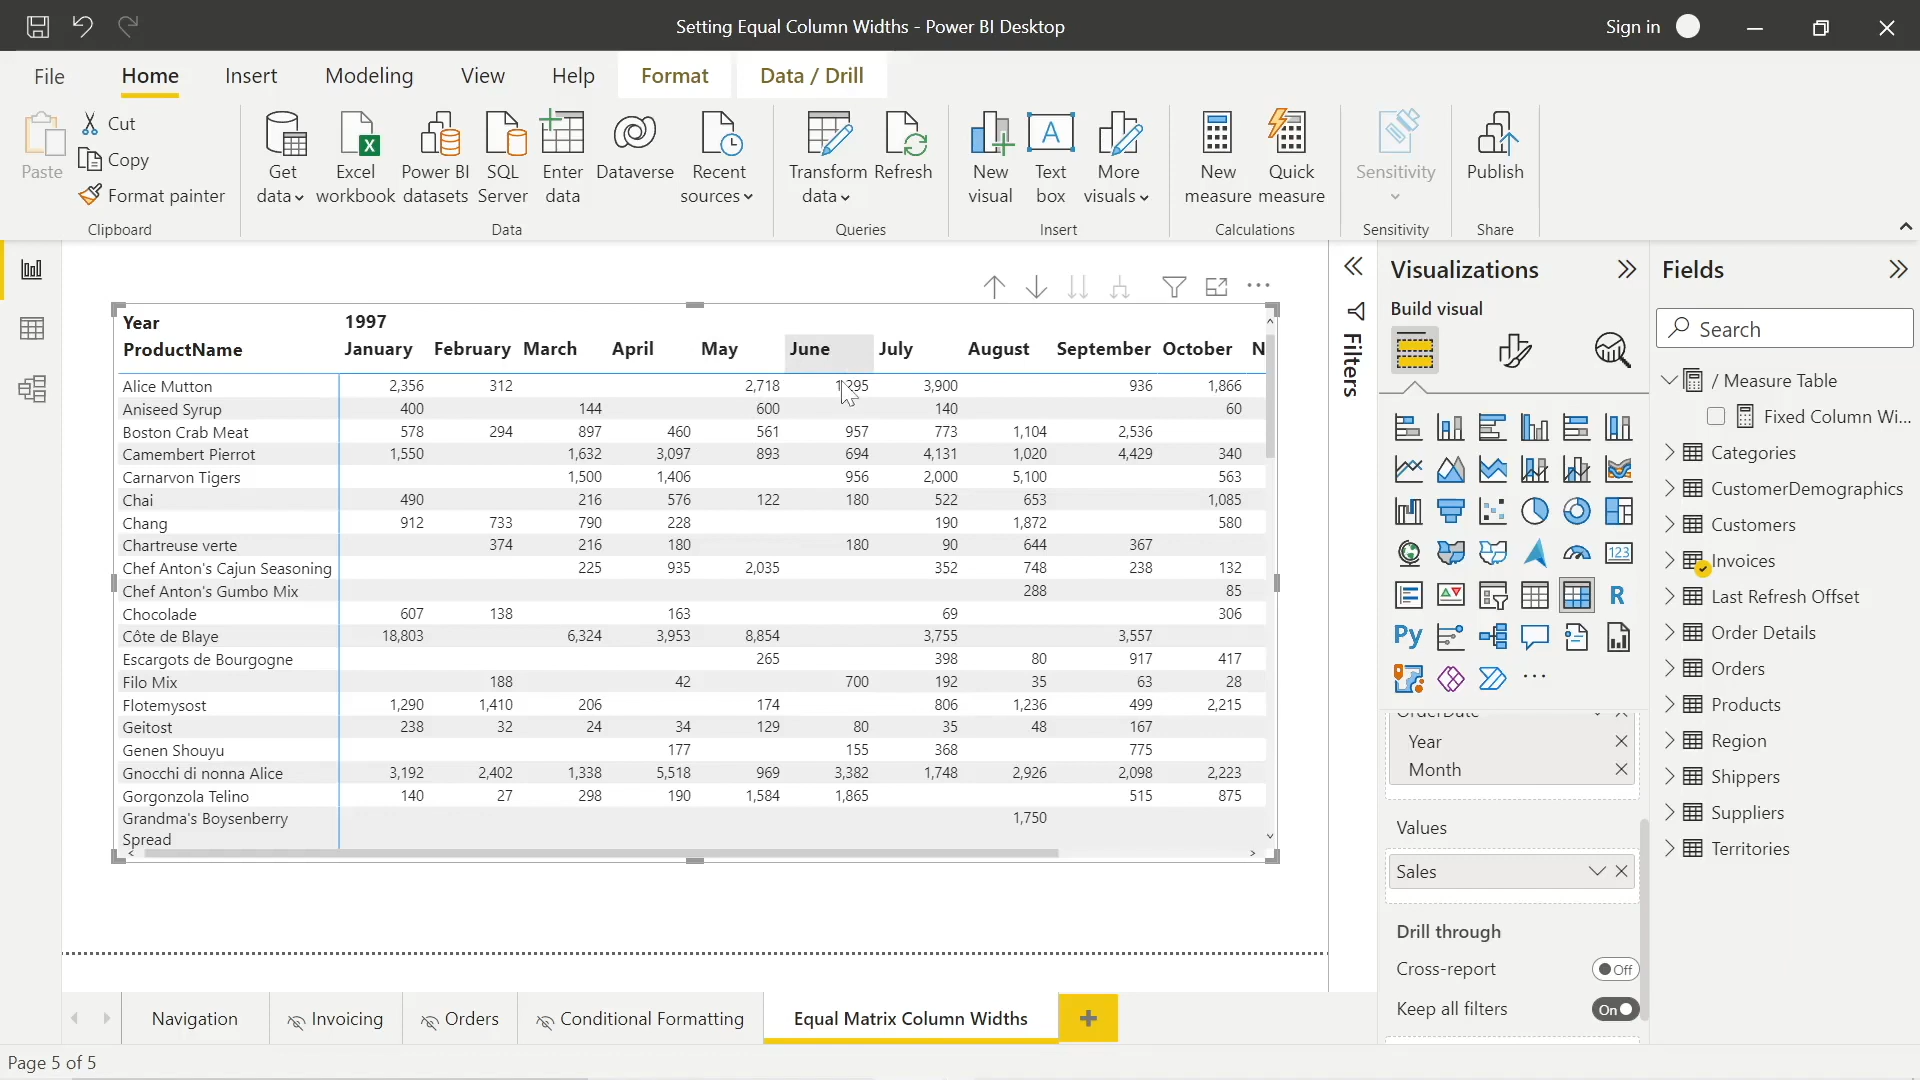 Setting Equal Column Widths - Power BI Desktop
Sign in
File Home Insert Modeling View Help Format Data / Drill
Paste
Cut
Copy
Format painter
Clipboard
Get data
Excel workbook
Power BI datasets
SQL Server
Enter data
Dataverse
Recent sources
Data
Transform data
Refresh
Queries
New visual
Text box
More visuals
Insert
New measure
Quick measure
Calculations
Sensitivity
Sensitivity
Publish
Share
Year 1997
ProductName January February March April May June July August September October N
Alice Mutton 2,356 312 2,718 1,295 3,900 936 1,866
Aniseed Syrup 400 144 600 140 60
Boston Crab Meat 578 294 897 460 561 957 773 1,104 2,536
Camembert Pierrot 1,550 1,632 3,097 893 694 4,131 1,020 4,429 340
Carnarvon Tigers 1,500 1,406 956 2,000 5,100 563
Chai 490 216 576 122 180 522 653 1,085
Chang 912 733 790 228 190 1,872 580
Chartreuse verte 374 216 180 180 90 644 367
Chef Anton's Cajun Seasoning 225 935 2,035 352 748 238 132
Chef Anton's Gumbo Mix 288 85
Chocolade 607 138 163 69 306
Côte de Blaye 18,803 6,324 3,953 8,854 3,755 3,557
Escargots de Bourgogne 265 398 80 917 417
Filo Mix 188 42 700 192 35 63 28
Flotemysost 1,290 1,410 206 174 806 1,236 499 2,215
Geitost 238 32 24 34 129 80 35 48 167
Genen Shouyu 177 155 368 775
Gnocchi di nonna Alice 3,192 2,402 1,338 5,518 969 3,382 1,748 2,926 2,098 2,223
Gorgonzola Telino 140 27 298 190 1,584 1,865 515 875
Grandma's Boysenberry 1,750
Spread
Filters
Visualizations
Build visual
123
R
Py
OrderDate
Year
Month
Values
Sales
Drill through
Cross-report Off
Keep all filters On
Fields
Search
/ Measure Table
Fixed Column Wi...
Categories
CustomerDemographics
Customers
Invoices
Last Refresh Offset
Order Details
Orders
Products
Region
Shippers
Suppliers
Territories
Navigation Invoicing Orders Conditional Formatting Equal Matrix Column Widths
Page 5 of 5